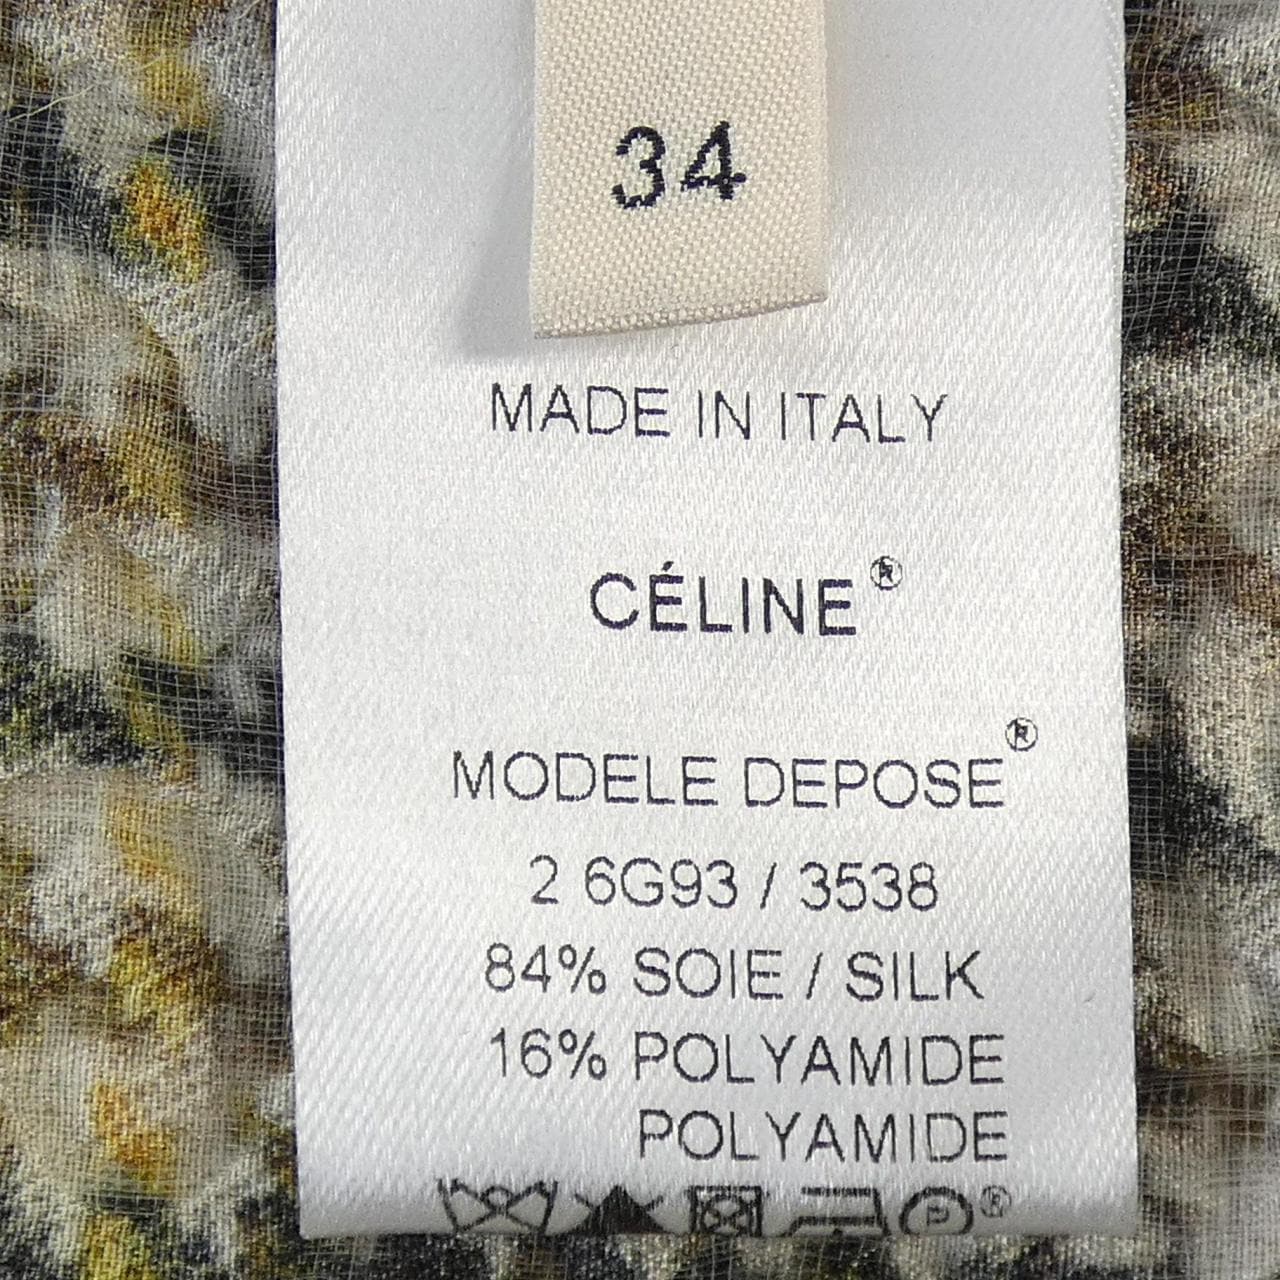 34
MADE IN ITALY
CÉLINE®
MODELE DEPOSE®
2 6G93 / 3538
84% SOIE / SILK
16% POLYAMIDE
POLYAMIDE
P ®